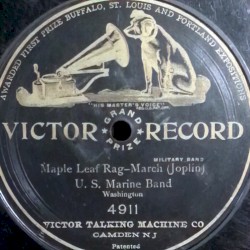 AWARDED FIRST PRIZE BUFFALO, ST. LOUIS AND PORTLAND EXPOSITIONS
"HIS MASTER'S VOICE"
VICTOR RECORD
GRAND
PRIZE
MILITARY BAND
Maple Leaf Rag–March (Joplin)
U. S. Marine Band
Washington
4911
VICTOR TALKING MACHINE CO
CAMDEN N J
Patented